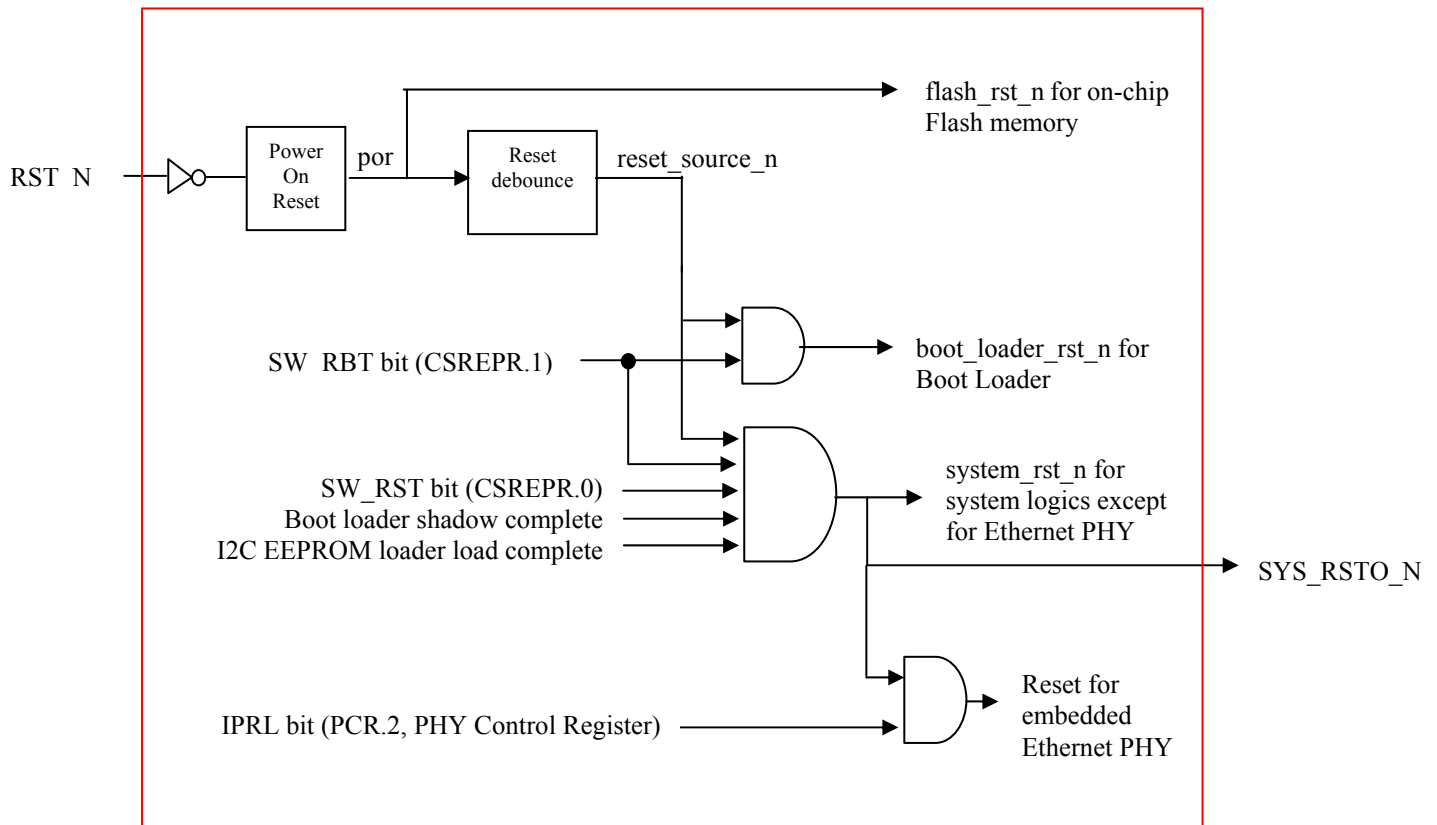 flash_rst_n for on-chip
Flash memory
RST N
Power
On
Reset
por
Reset
debounce
reset_source_n
SW RBT bit (CSREPR.1)
boot_loader_rst_n for
Boot Loader
SW_RST bit (CSREPR.0)
Boot loader shadow complete
I2C EEPROM loader load complete
system_rst_n for
system logics except
for Ethernet PHY
SYS_RSTO_N
IPRL bit (PCR.2, PHY Control Register)
Reset for
embedded
Ethernet PHY